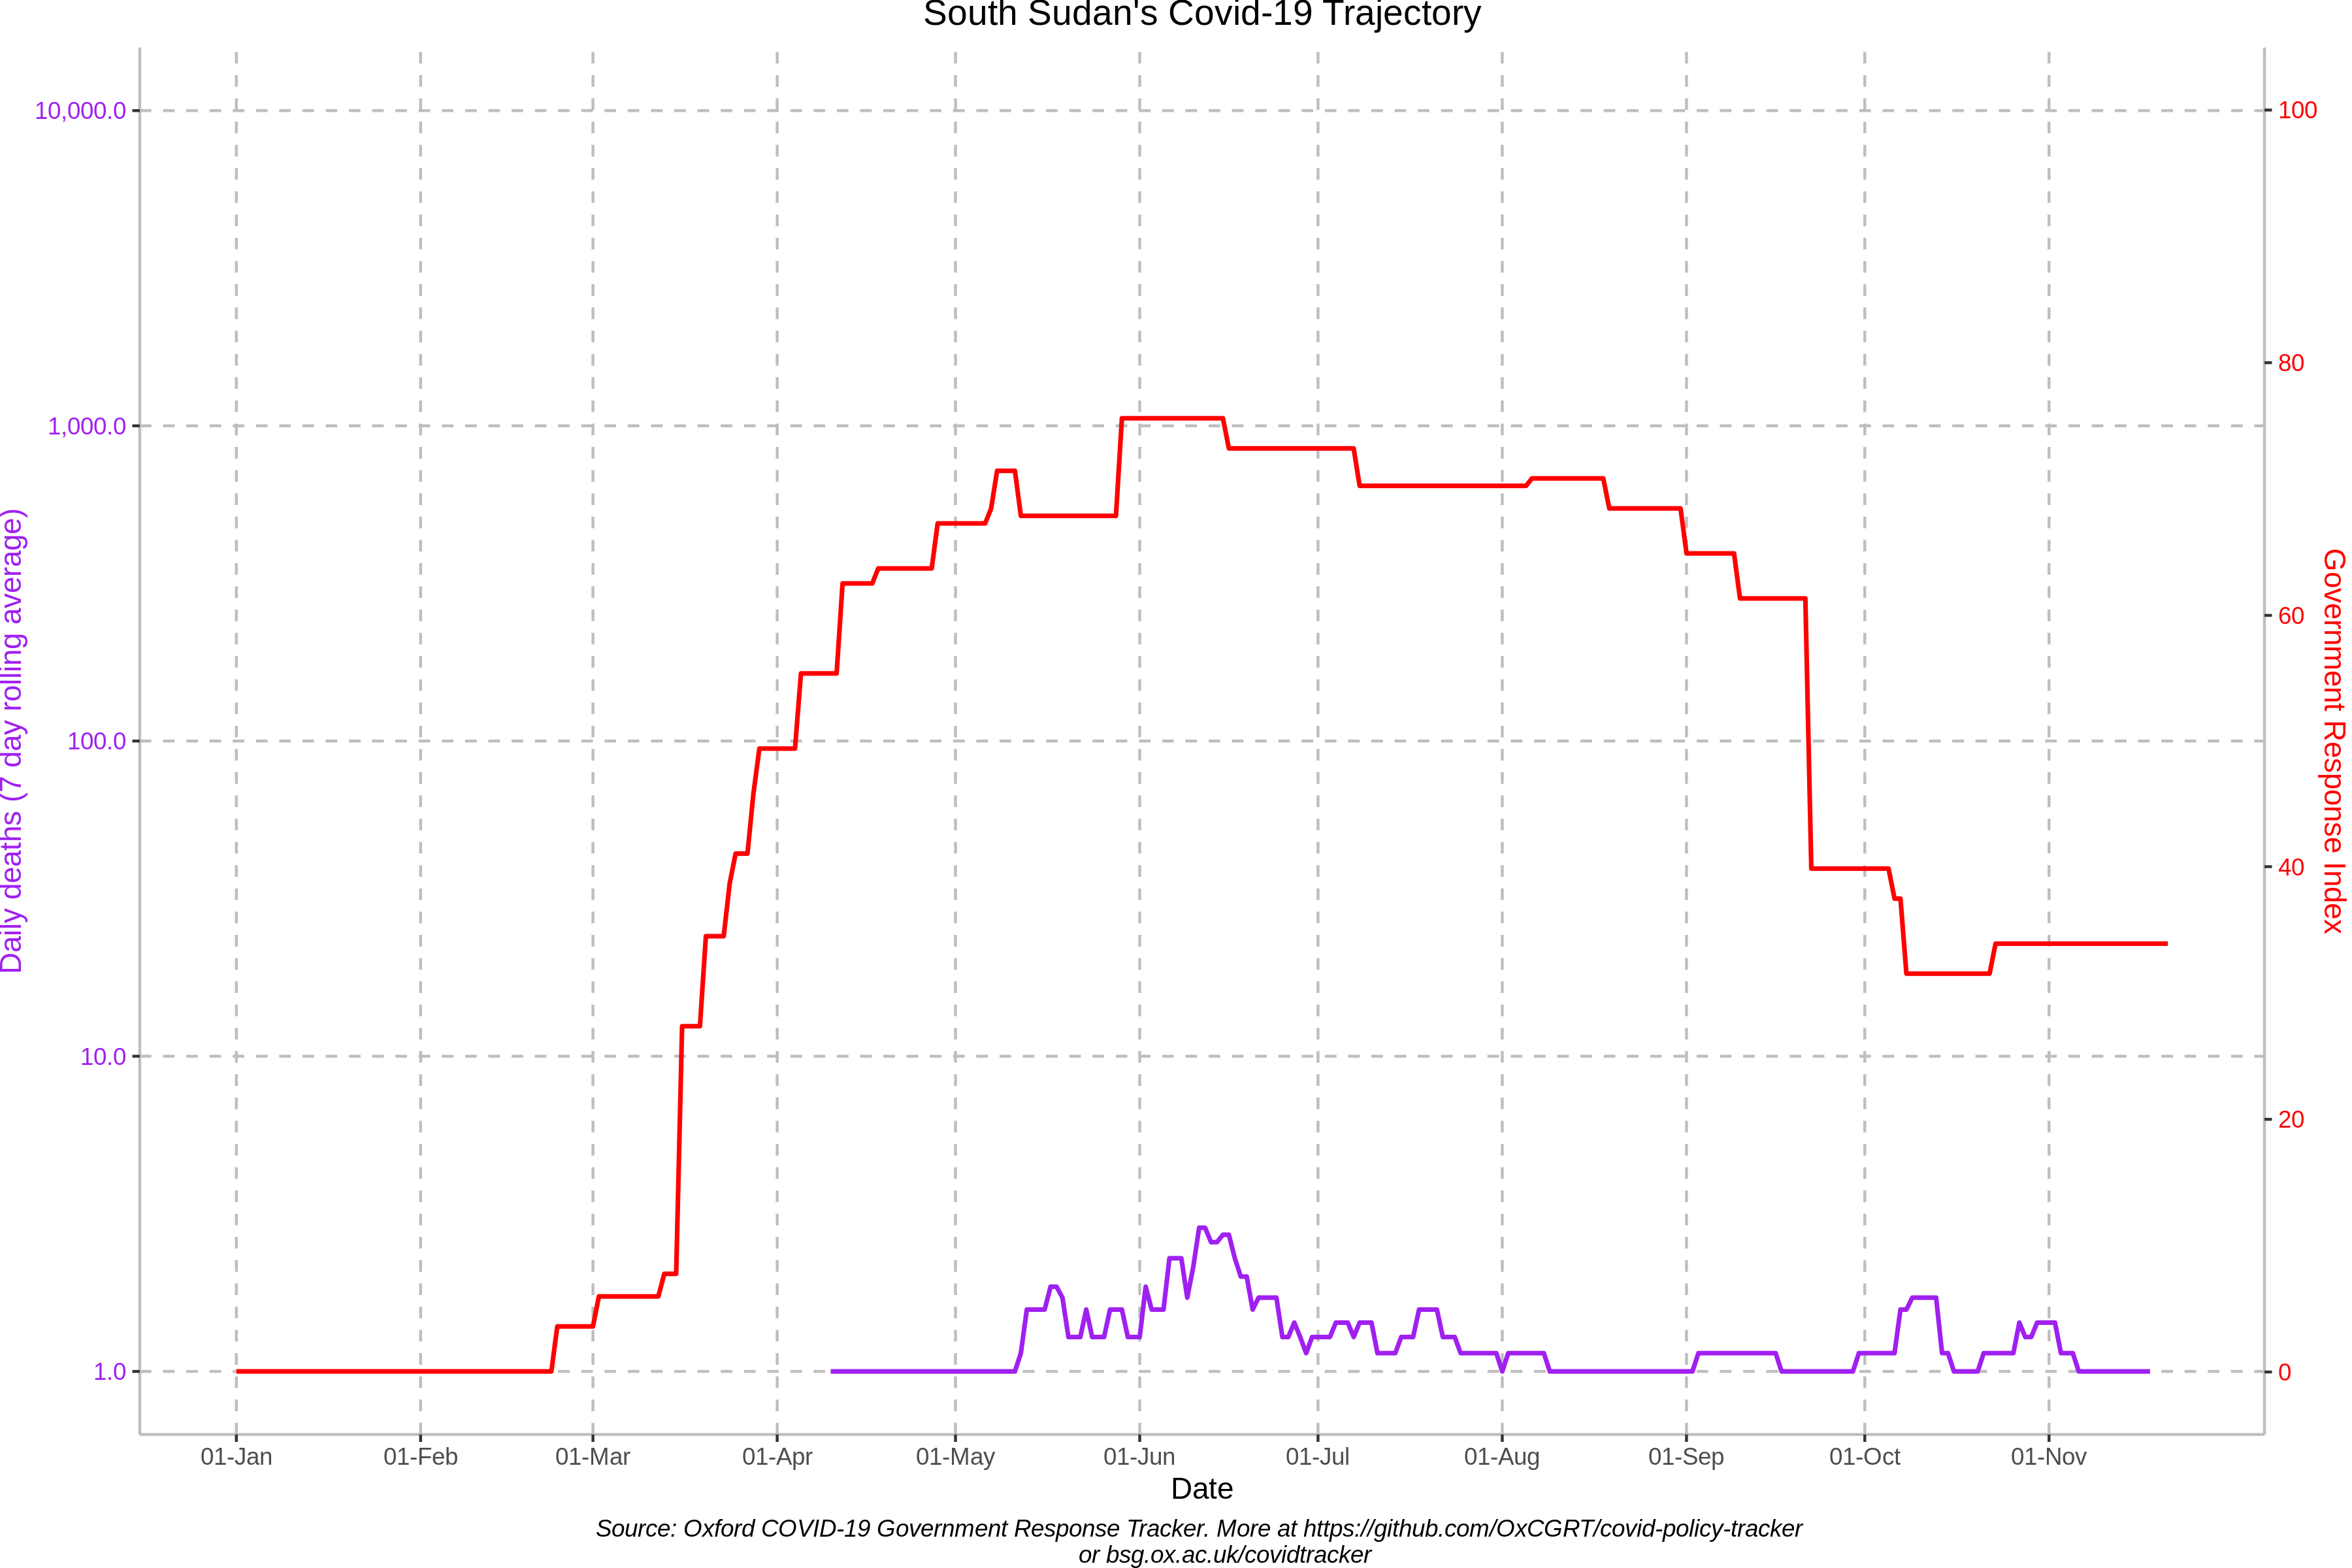 South Sudan's Covid-19 Trajectory
10,000.0
1,000.0
100.0
10.0
1.0
Daily deaths (7 day rolling average)
100
80
60
40
20
0
Government Response Index
01-Jan
01-Feb
01-Mar
01-Apr
01-May
01-Jun
01-Jul
01-Aug
01-Sep
01-Oct
01-Nov
Date
Source: Oxford COVID-19 Government Response Tracker. More at https://github.com/OxCGRT/covid-policy-tracker
or bsg.ox.ac.uk/covidtracker